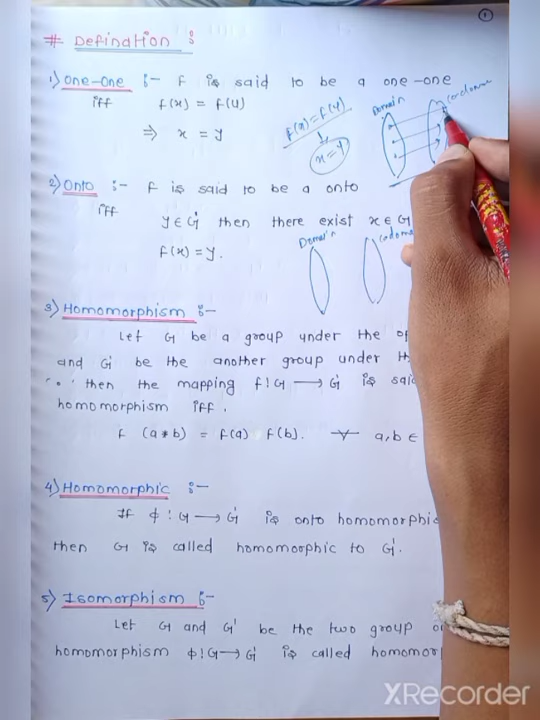 ①
# Defination :-
1) One-One :- f is said to be a one-one
iff f(x) = f(y)
⇒ x = y
f(x) = f(y)
↓
x = y
Domain
2) Onto :- f is said to be a onto
iff y ∈ G' then there exist x ∈ G
f(x) = y.
Domain
3) Homomorphism :-
Let G be a group under the
and G' be the another group under
'•' then the mapping f : G → G' is
homomorphism iff.
f (a * b) = f(a) f(b). ∀ a, b ∈
4) Homomorphic :-
If ϕ : G → G' is onto
then G is called homomorphic to G'.
5) Isomorphism :-
Let G and G' be the two group
homomorphism ϕ : G → G' is called
XRecorder